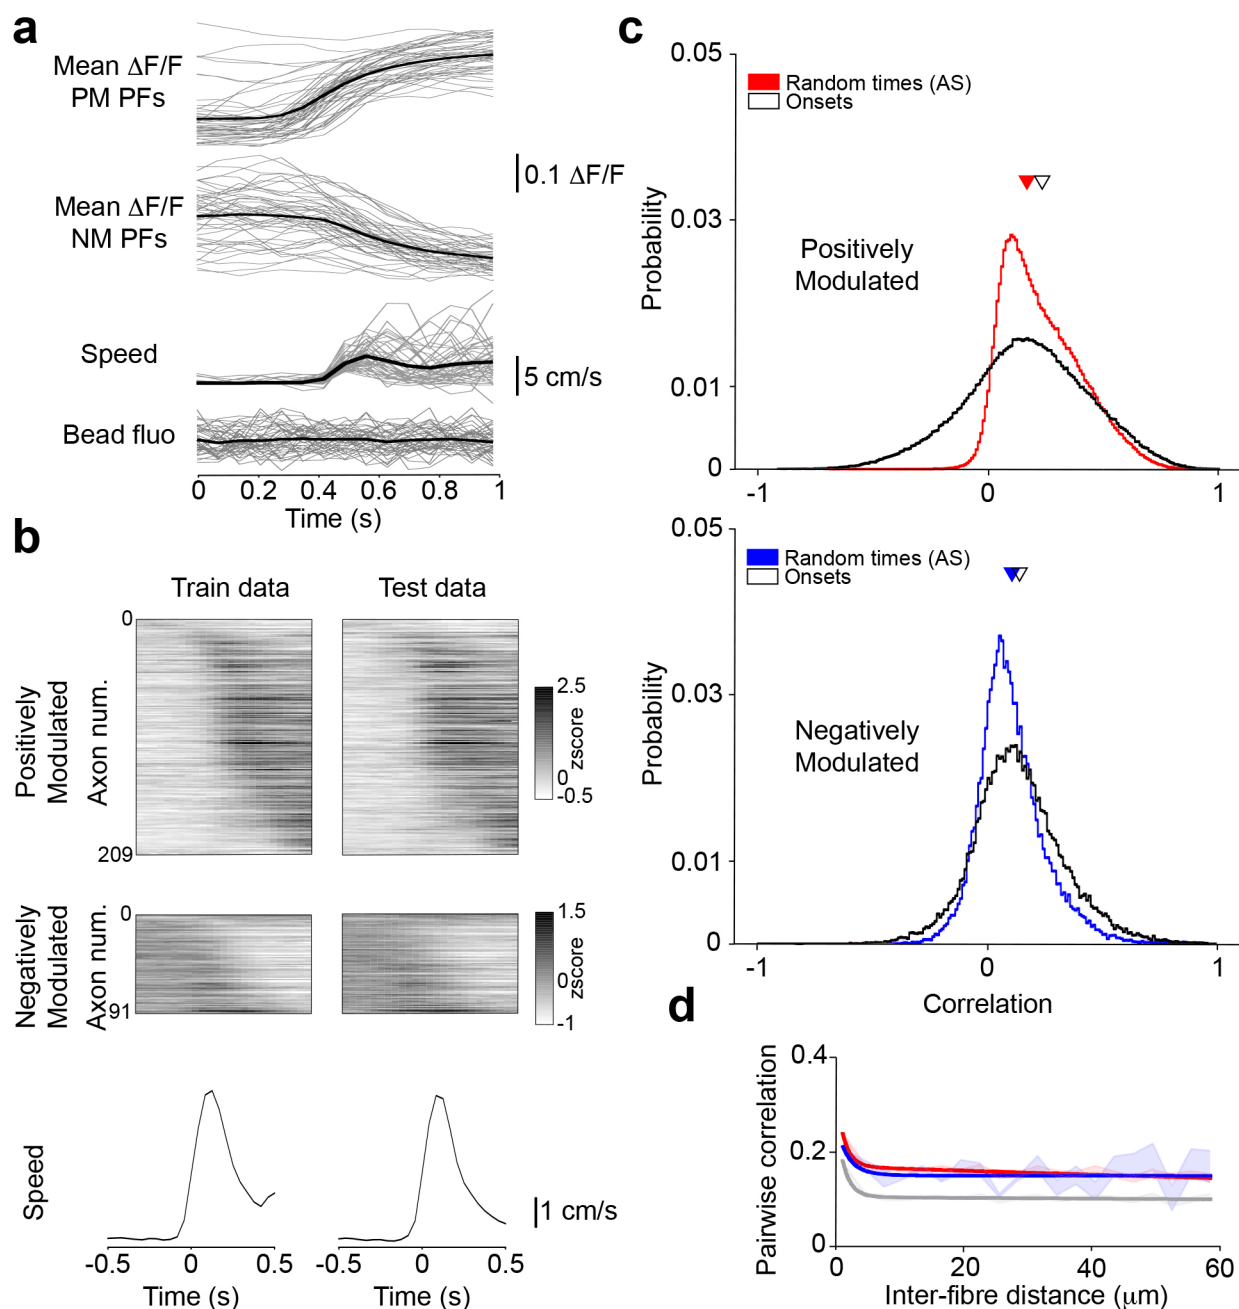 a
Mean ΔF/F
PM PFs
0.1 ΔF/F
Mean ΔF/F
NM PFs
Speed
5 cm/s
Bead fluo
0 0.2 0.4 0.6 0.8 1
Time (s)
b
Train data
Test data
Positively
Modulated
Axon num.
0
209
2.5
0
-0.5
zscore
Negatively
Modulated
Axon num.
0
91
1.5
0
-1
zscore
Speed
1 cm/s
-0.5 0 0.5
Time (s)
-0.5 0 0.5
Time (s)
c
0.05
0.03
0.01
0
Probability
Random times (AS)
Onsets
Positively
Modulated
-1 0 1
0.05
0.03
0.01
0
Probability
Random times (AS)
Onsets
Negatively
Modulated
-1 0 1
Correlation
d
Pairwise correlation
0.4
0.2
0
0 20 40 60
Inter-fibre distance (μm)